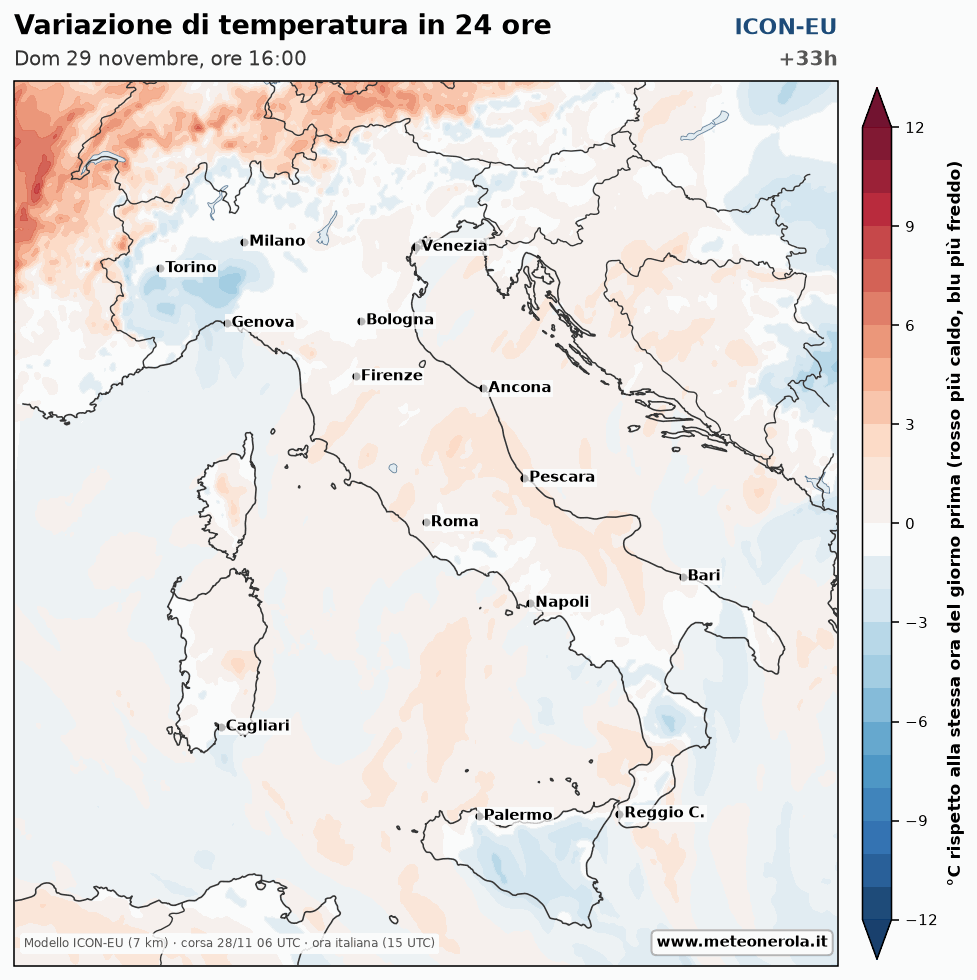 Variazione di temperatura in 24 ore
ICON-EU
Dom 29 novembre, ore 16:00
+33h
Milano
Venezia
Torino
Genova
Bologna
Firenze
Ancona
Pescara
Roma
Bari
Napoli
Cagliari
Palermo
Reggio C.
12
9
6
3
0
−3
−6
−9
−12
°C rispetto alla stessa ora del giorno prima (rosso più caldo, blu più freddo)
Modello ICON-EU (7 km) · corsa 28/11 06 UTC · ora italiana (15 UTC)
www.meteonerola.it